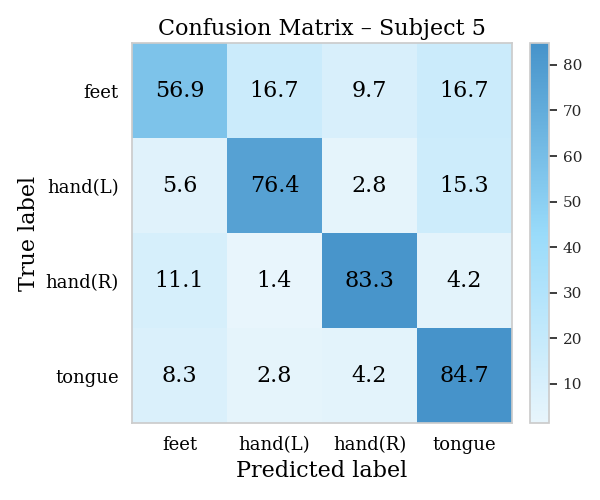 Confusion Matrix – Subject 5
True label
feet 56.9 16.7 9.7 16.7
hand(L) 5.6 76.4 2.8 15.3
hand(R) 11.1 1.4 83.3 4.2
tongue 8.3 2.8 4.2 84.7
feet hand(L) hand(R) tongue
Predicted label
80
70
60
50
40
30
20
10